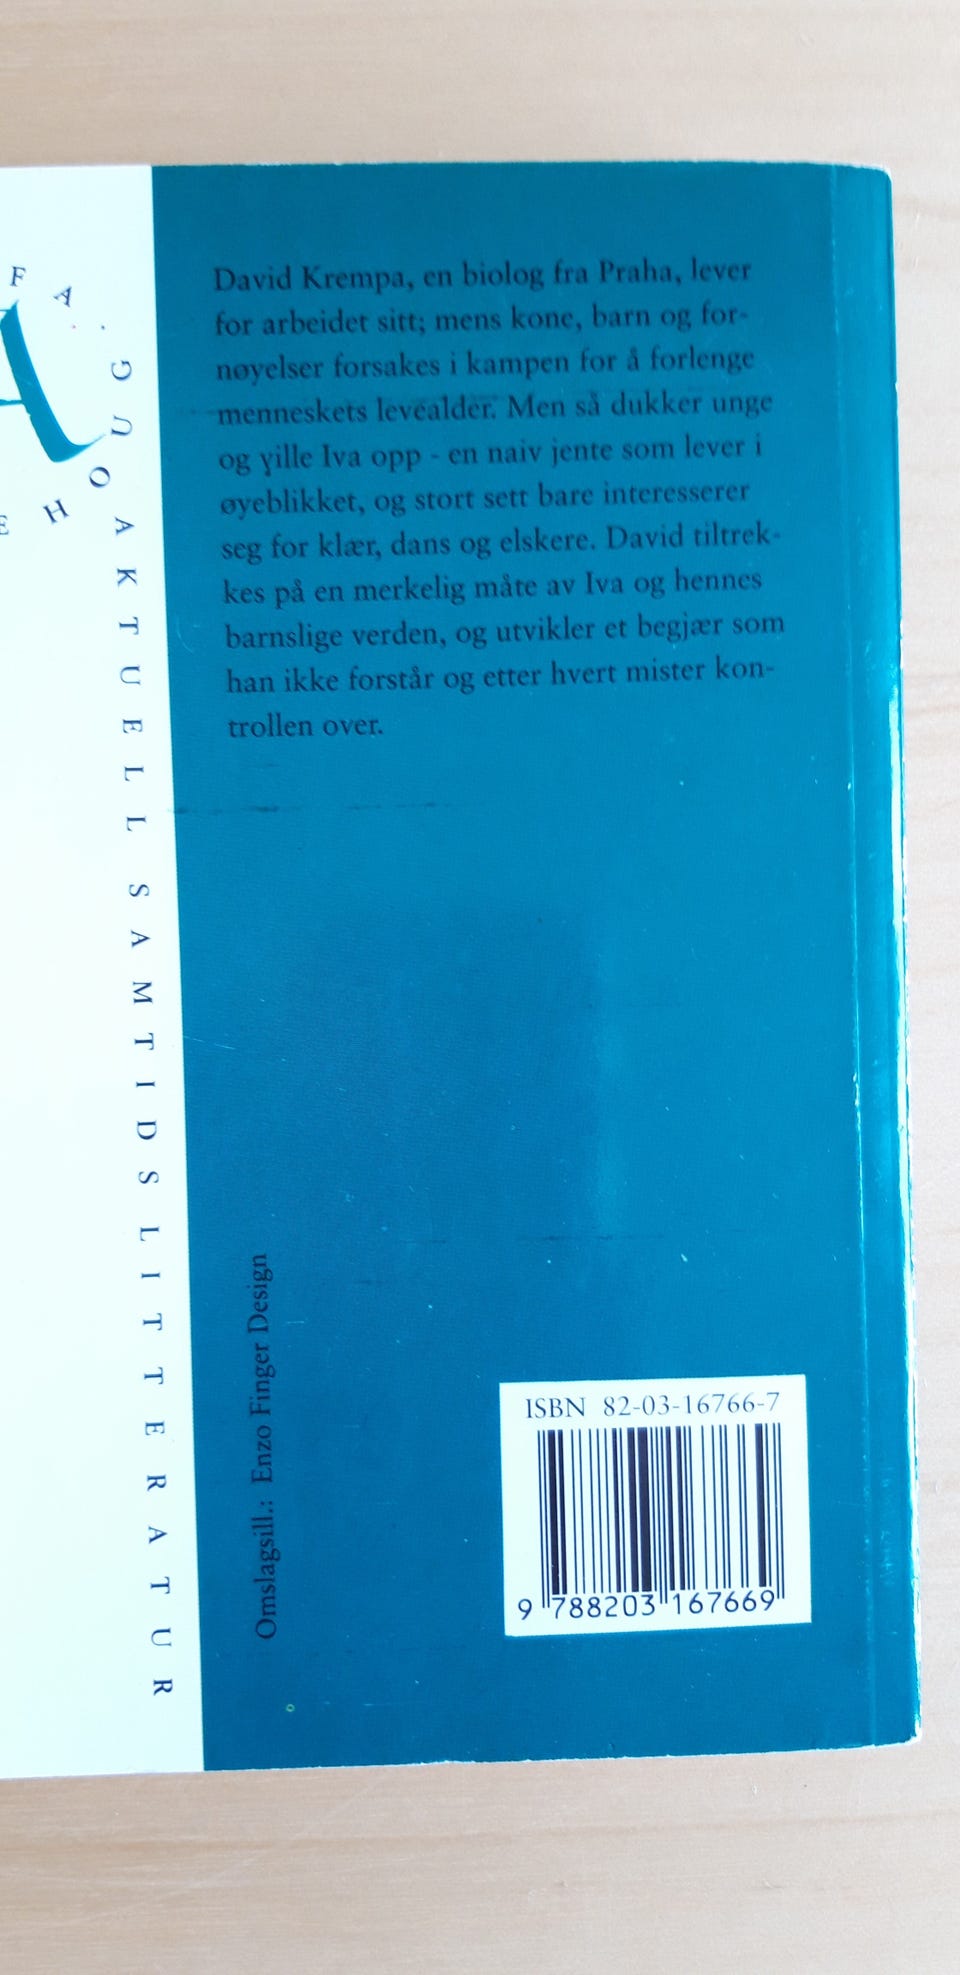 David Krempa, en biolog fra Praha, lever
for arbeidet sitt; mens kone, barn og for-
nøyelser forsakes i kampen for å forlenge
menneskets levealder. Men så dukker unge
og ville Iva opp - en naiv jente som lever i
øyeblikket, og stort sett bare interesserer
seg for klær, dans og elskere. David tiltrek-
kes på en merkelig måte av Iva og hennes
barnslige verden, og utvikler et begjær som
han ikke forstår og etter hvert mister kon-
trollen over.
F A . G
U O H E
AKTUELL SAMTIDSLITTERATUR
Omslagsill.: Enzo Finger Design
ISBN 82-03-16766-7
9 788203 167669